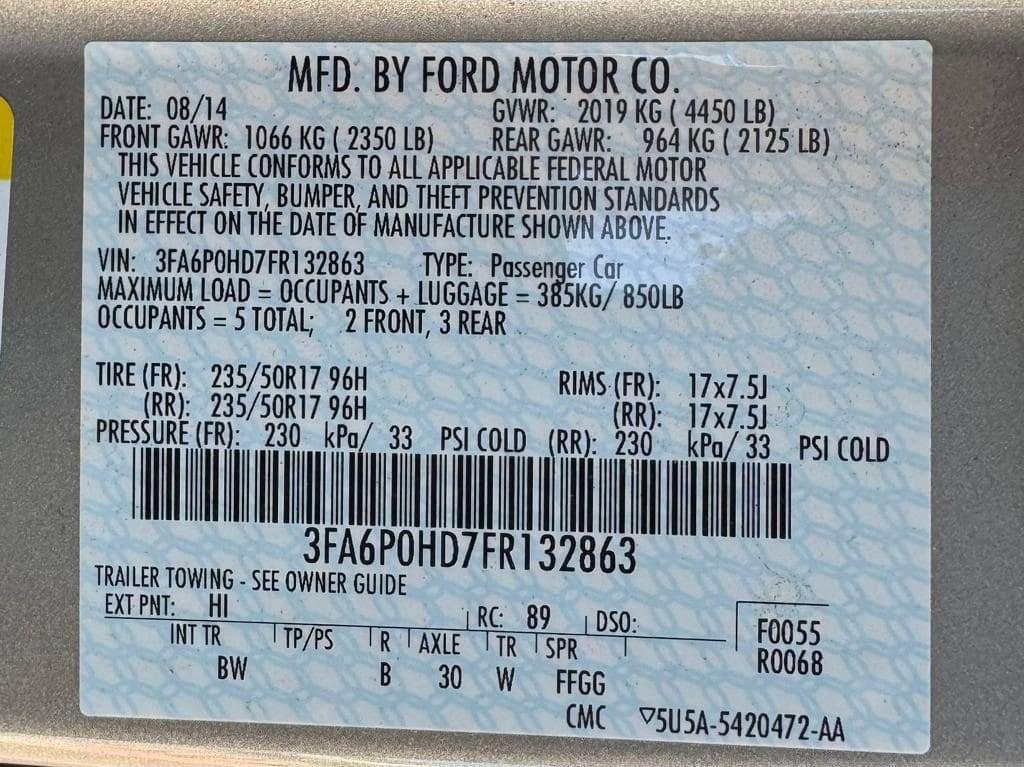 MFD. BY FORD MOTOR CO.
DATE: 08/14 GVWR: 2019 KG ( 4450 LB)
FRONT GAWR: 1066 KG ( 2350 LB) REAR GAWR: 964 KG ( 2125 LB)
THIS VEHICLE CONFORMS TO ALL APPLICABLE FEDERAL MOTOR
VEHICLE SAFETY, BUMPER, AND THEFT PREVENTION STANDARDS
IN EFFECT ON THE DATE OF MANUFACTURE SHOWN ABOVE.
VIN: 3FA6P0HD7FR132863 TYPE: Passenger Car
MAXIMUM LOAD = OCCUPANTS + LUGGAGE = 385KG/ 850LB
OCCUPANTS = 5 TOTAL; 2 FRONT, 3 REAR
TIRE (FR): 235/50R17 96H RIMS (FR): 17x7.5J
(RR): 235/50R17 96H (RR): 17x7.5J
PRESSURE (FR): 230 kPa/ 33 PSI COLD (RR): 230 kPa/ 33 PSI COLD
3FA6P0HD7FR132863
TRAILER TOWING - SEE OWNER GUIDE
EXT PNT: HI RC: 89 DSO: F0055
INT TR TP/PS R AXLE TR SPR R0068
BW B 30 W FFGG
CMC ▽5U5A-5420472-AA